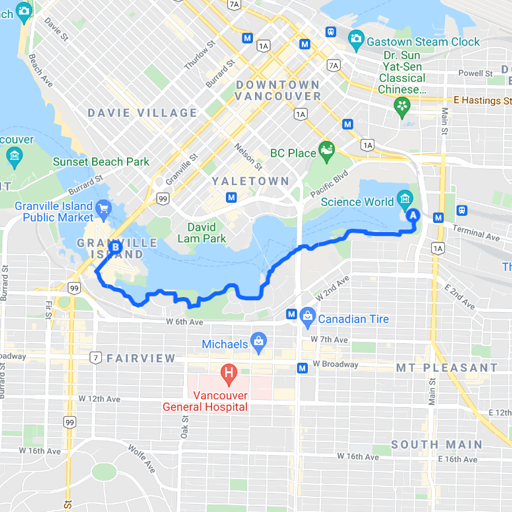 Davie St
Beach Ave
Thurlow St
Burrard St
1A
M
Gastown Steam Clock
Dr. Sun
Yat-Sen
Classical
Chinese...
Powell St
E Hastings St
DOWNTOWN
VANCOUVER
DAVIE VILLAGE
Main St
Sunset Beach Park
Burrard St
Granville St
Nelson St
BC Place
1A
M
YALETOWN
M
Pacific Blvd
Science World
A
Granville Island
Public Market
David
Lam Park
GRANVILLE
ISLAND
B
M
Terminal Ave
1A
Burrard St
Fir St
99
W 2nd Ave
E 2nd Ave
W 6th Ave
M
Canadian Tire
Michaels
W 7th Ave
Broadway
7
FAIRVIEW
W Broadway
M
MT PLEASANT
H
Vancouver
General Hospital
W 12th Ave
E 12th Ave
Main St
99
Oak St
Wolfe Ave
SOUTH MAIN
W 16th Ave
W 16th Ave
E 16th Ave